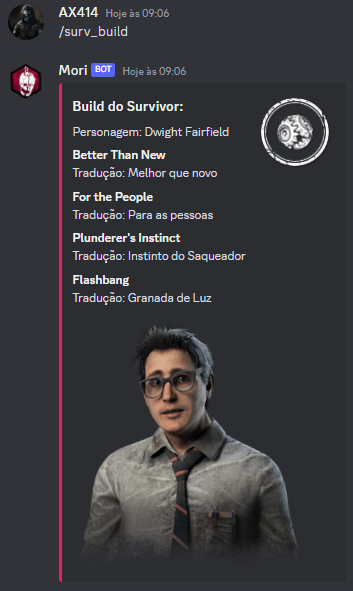 AX414 Hoje às 09:06
/surv_build
Mori BOT Hoje às 09:06
Build do Survivor:
Personagem: Dwight Fairfield
Better Than New
Tradução: Melhor que novo
For the People
Tradução: Para as pessoas
Plunderer's Instinct
Tradução: Instinto do Saqueador
Flashbang
Tradução: Granada de Luz